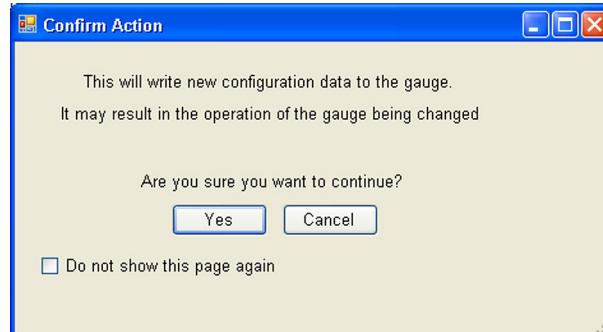 Confirm Action
This will write new configuration data to the gauge.
It may result in the operation of the gauge being changed
Are you sure you want to continue?
Yes Cancel
Do not show this page again